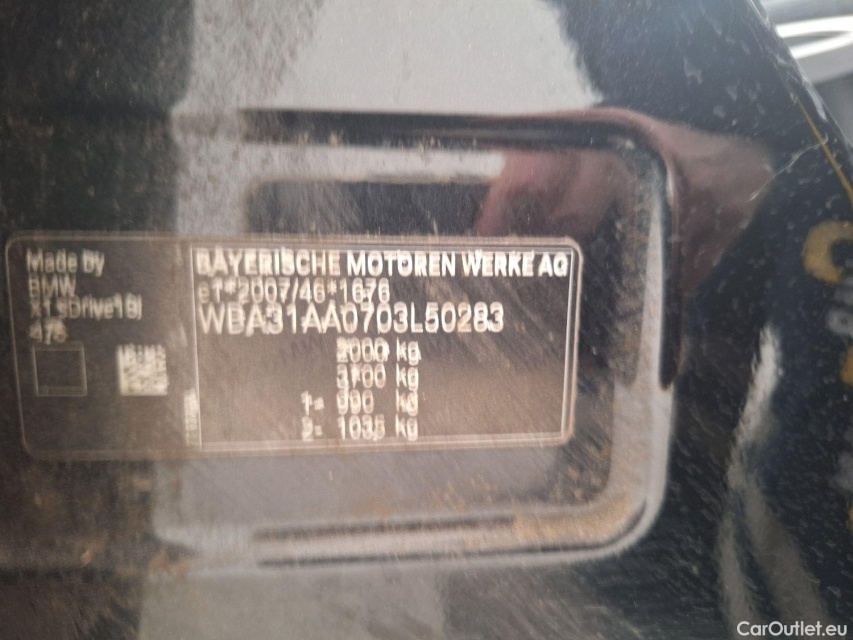 Made by
BMW
X1 sDrive18i
475
BAYERISCHE MOTOREN WERKE AG
e1*2007/46*1676
WBA31AA0703L50283
2000 kg
3700 kg
1= 990 kg
2= 1035 kg
CarOutlet.eu